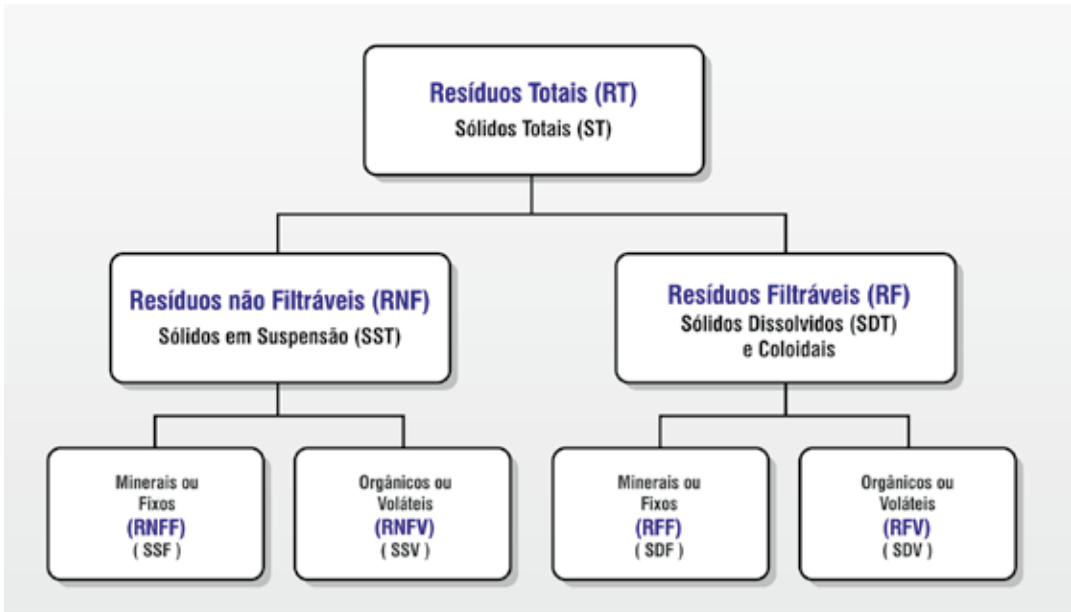 Resíduos Totais (RT)
Sólidos Totais (ST)
Resíduos não Filtráveis (RNF)
Sólidos em Suspensão (SST)
Resíduos Filtráveis (RF)
Sólidos Dissolvidos (SDT)
e Coloidais
Minerais ou
Fixos
(RNFF)
( SSF )
Orgânicos ou
Voláteis
(RNFV)
( SSV )
Minerais ou
Fixos
(RFF)
( SDF )
Orgânicos ou
Voláteis
(RFV)
( SDV )